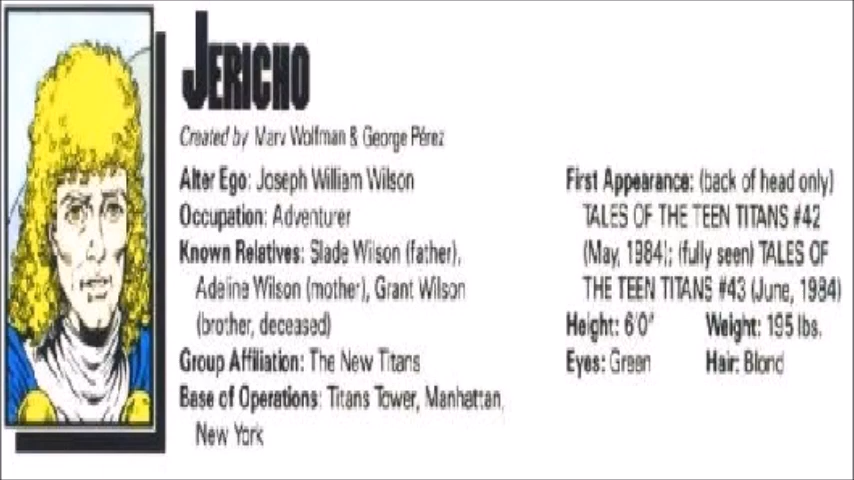 JERICHO
Created by Marv Wolfman & George Pérez
Alter Ego: Joseph William Wilson
Occupation: Adventurer
Known Relatives: Slade Wilson (father),
Adeline Wilson (mother), Grant Wilson
(brother, deceased)
Group Affiliation: The New Titans
Base of Operations: Titans Tower, Manhattan,
New York
First Appearance: (back of head only)
TALES OF THE TEEN TITANS #42
(May, 1984); (fully seen) TALES OF
THE TEEN TITANS #43 (June, 1984)
Height: 6'0" Weight: 195 lbs.
Eyes: Green Hair: Blond